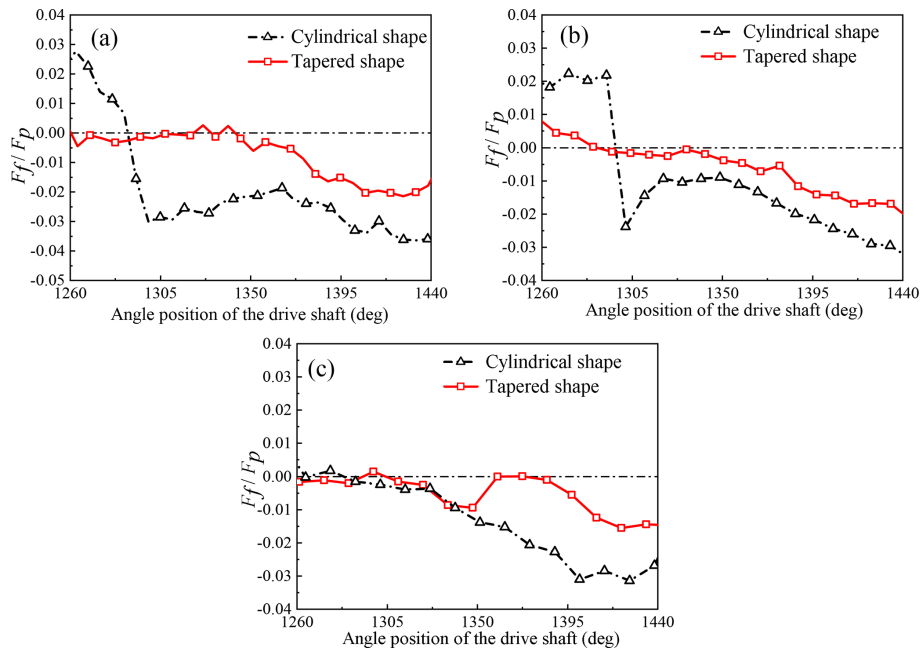 (a)
Cylindrical shape
Tapered shape
Ff / Fp
0.04
0.03
0.02
0.01
0.00
-0.01
-0.02
-0.03
-0.04
-0.05
1260
1305
1350
1395
1440
Angle position of the drive shaft (deg)
(b)
Cylindrical shape
Tapered shape
Ff / Fp
0.04
0.03
0.02
0.01
0.00
-0.01
-0.02
-0.03
-0.04
1260
1305
1350
1395
1440
Angle position of the drive shaft (deg)
(c)
Cylindrical shape
Tapered shape
Ff / Fp
0.04
0.03
0.02
0.01
0.00
-0.01
-0.02
-0.03
-0.04
1260
1305
1350
1395
1440
Angle position of the drive shaft (deg)